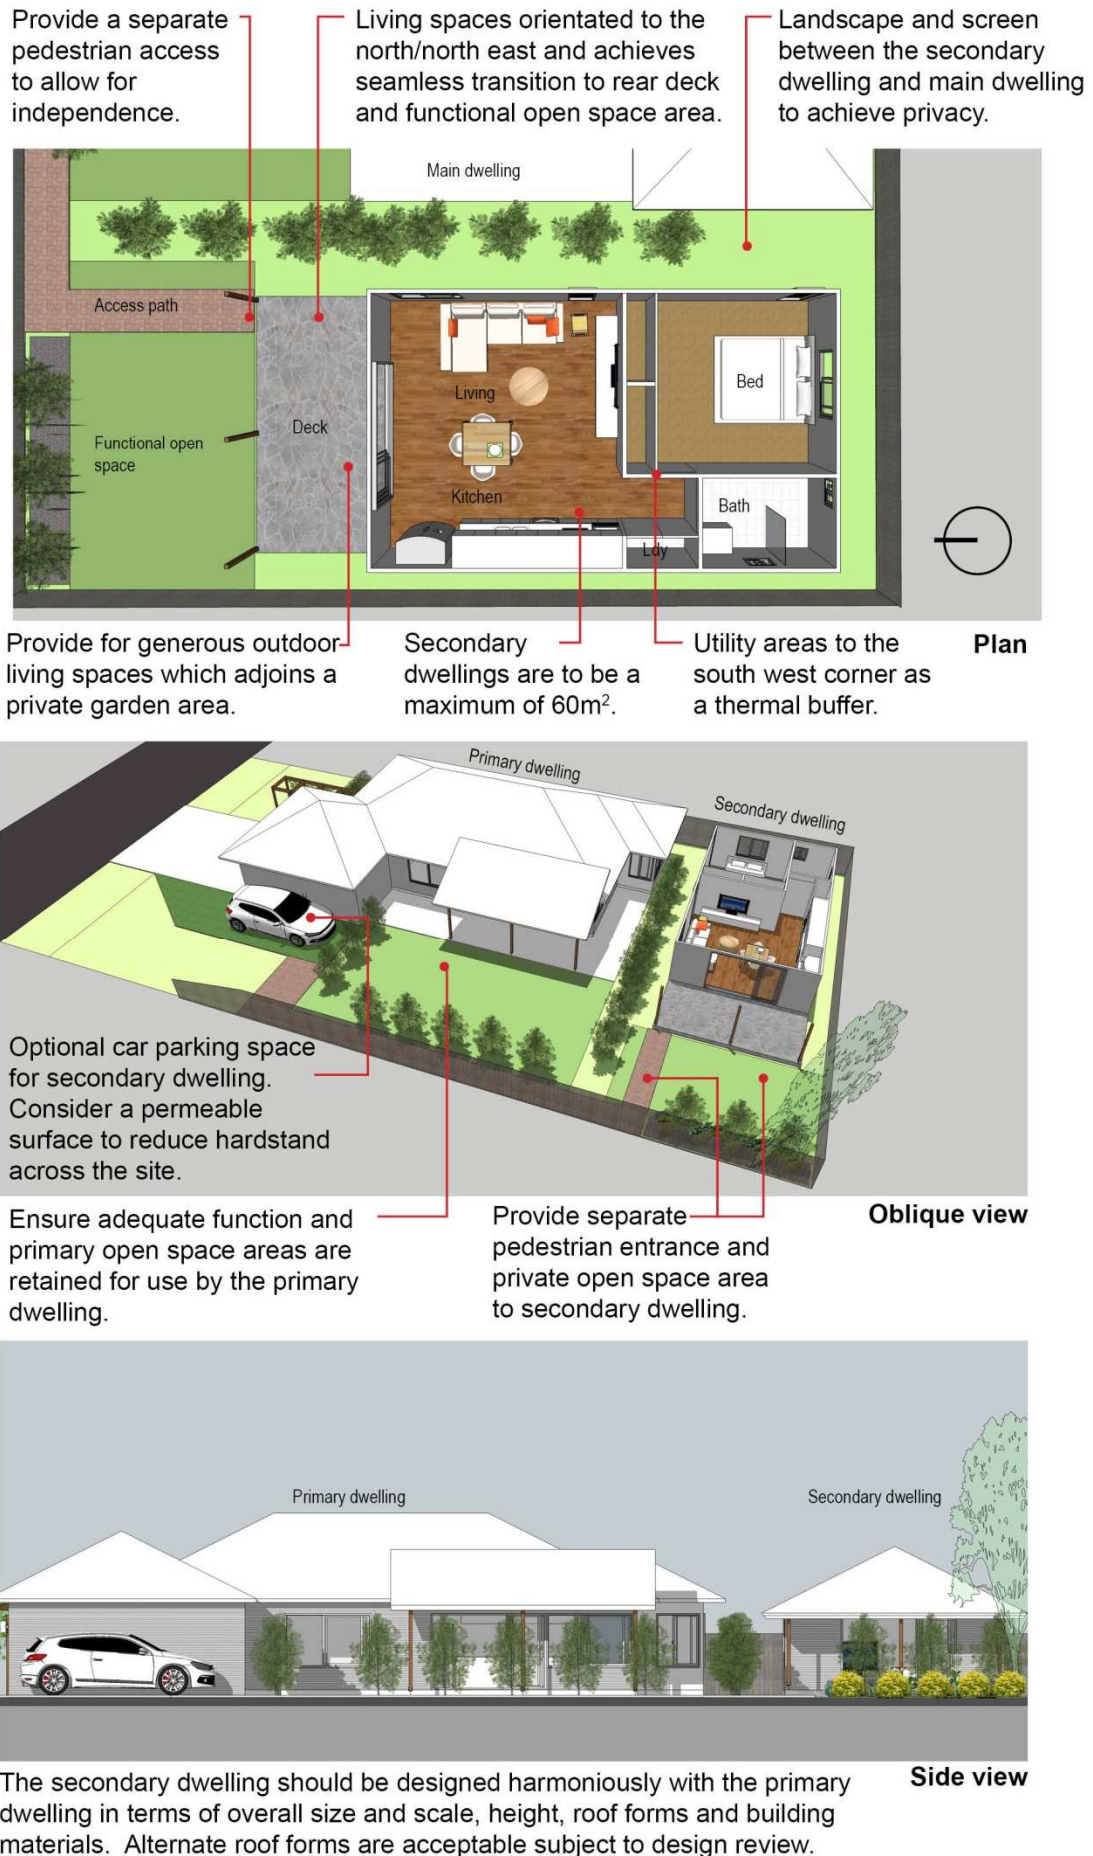 Provide a separate
pedestrian access
to allow for
independence.
Living spaces orientated to the
north/north east and achieves
seamless transition to rear deck
and functional open space area.
Landscape and screen
between the secondary
dwelling and main dwelling
to achieve privacy.
Main dwelling
Access path
Functional open
space
Deck
Living
Kitchen
Bed
Bath
Ldy
Provide for generous outdoor
living spaces which adjoins a
private garden area.
Secondary
dwellings are to be a
maximum of 60m².
Utility areas to the
south west corner as
a thermal buffer.
Plan
Primary dwelling
Secondary dwelling
Optional car parking space
for secondary dwelling.
Consider a permeable
surface to reduce hardstand
across the site.
Ensure adequate function and
primary open space areas are
retained for use by the primary
dwelling.
Provide separate
pedestrian entrance and
private open space area
to secondary dwelling.
Oblique view
Primary dwelling
Secondary dwelling
Side view
The secondary dwelling should be designed harmoniously with the primary
dwelling in terms of overall size and scale, height, roof forms and building
materials.  Alternate roof forms are acceptable subject to design review.